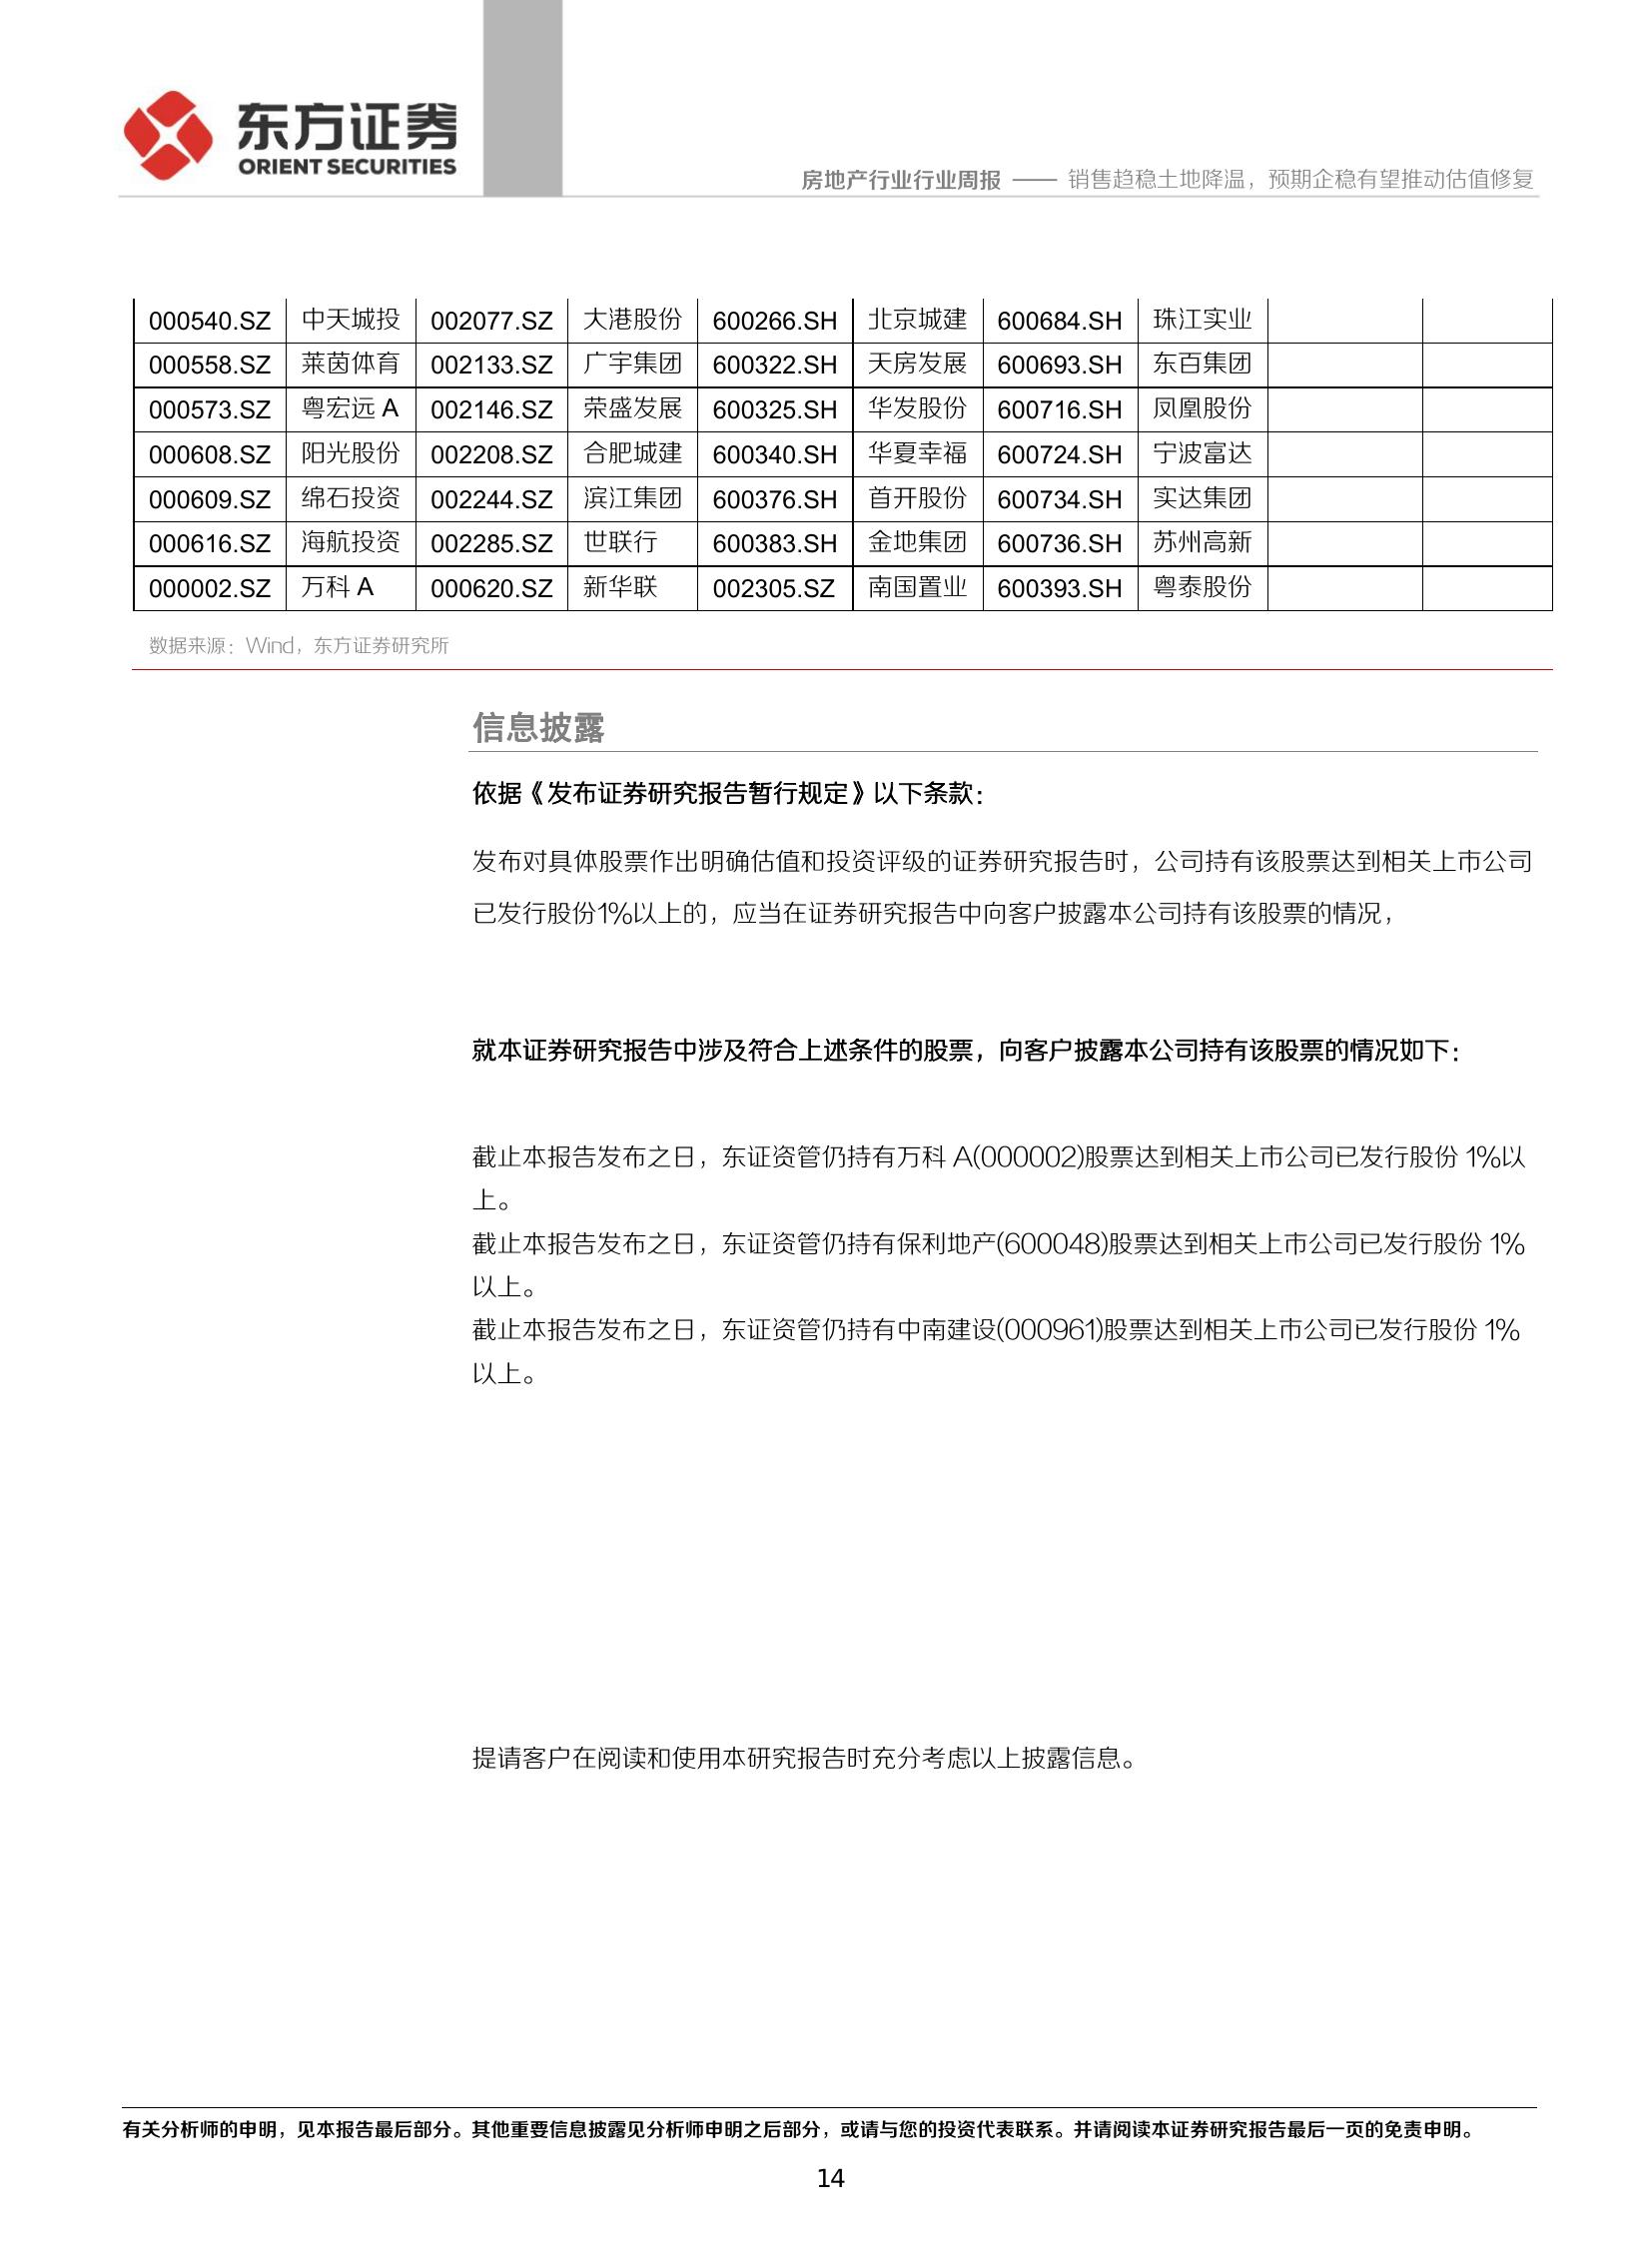 东方证券
ORIENT SECURITIES
房地产行业行业周报 —— 销售趋稳土地降温，预期企稳有望推动估值修复
000540.SZ 中天城投 002077.SZ 大港股份 600266.SH 北京城建 600684.SH 珠江实业
000558.SZ 莱茵体育 002133.SZ 广宇集团 600322.SH 天房发展 600693.SH 东百集团
000573.SZ 粤宏远 A 002146.SZ 荣盛发展 600325.SH 华发股份 600716.SH 凤凰股份
000608.SZ 阳光股份 002208.SZ 合肥城建 600340.SH 华夏幸福 600724.SH 宁波富达
000609.SZ 绵石投资 002244.SZ 滨江集团 600376.SH 首开股份 600734.SH 实达集团
000616.SZ 海航投资 002285.SZ 世联行 600383.SH 金地集团 600736.SH 苏州高新
000002.SZ 万科 A 000620.SZ 新华联 002305.SZ 南国置业 600393.SH 粤泰股份
数据来源：Wind，东方证券研究所
信息披露
依据《发布证券研究报告暂行规定》以下条款：
发布对具体股票作出明确估值和投资评级的证券研究报告时，公司持有该股票达到相关上市公司
已发行股份1%以上的，应当在证券研究报告中向客户披露本公司持有该股票的情况，
就本证券研究报告中涉及符合上述条件的股票，向客户披露本公司持有该股票的情况如下：
截止本报告发布之日，东证资管仍持有万科 A(000002)股票达到相关上市公司已发行股份 1%以
上。
截止本报告发布之日，东证资管仍持有保利地产(600048)股票达到相关上市公司已发行股份 1%
以上。
截止本报告发布之日，东证资管仍持有中南建设(000961)股票达到相关上市公司已发行股份 1%
以上。
提请客户在阅读和使用本研究报告时充分考虑以上披露信息。
有关分析师的申明，见本报告最后部分。其他重要信息披露见分析师申明之后部分，或请与您的投资代表联系。并请阅读本证券研究报告最后一页的免责申明。
14